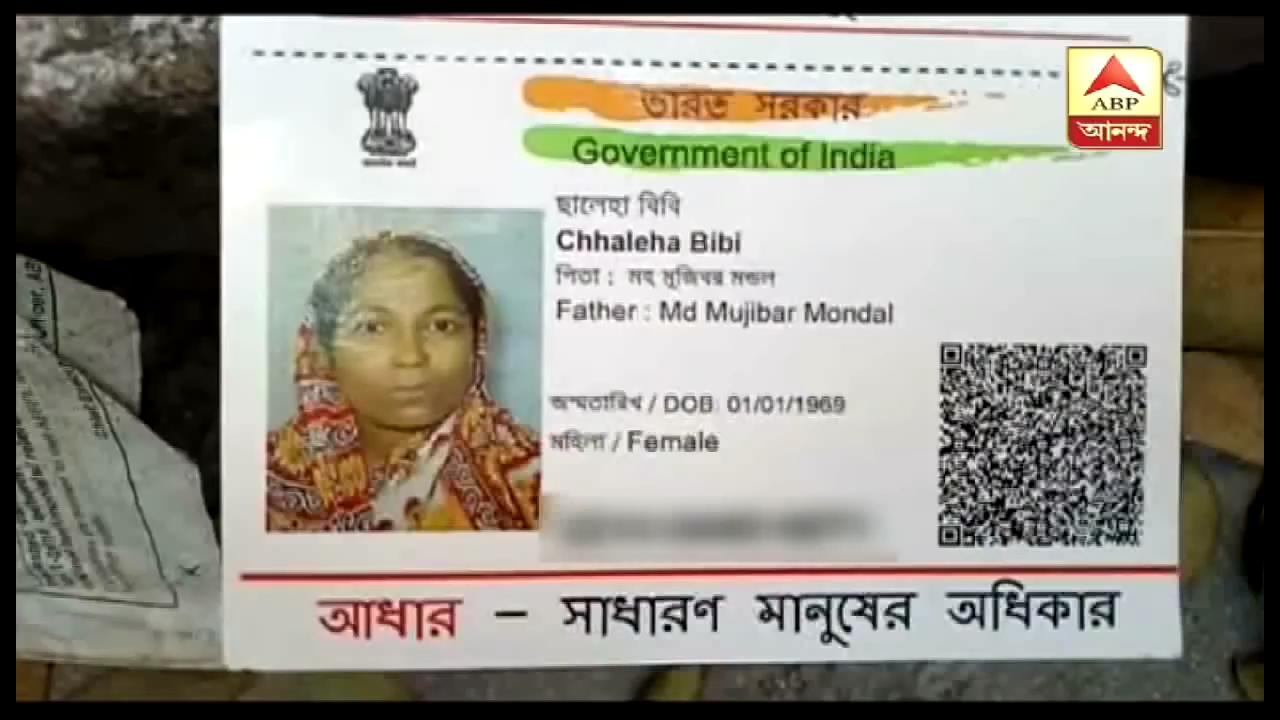 ABP
আনন্দ
ভারত সরকার
Government of India
ছালেহা বিবি
Chhaleha Bibi
পিতা : মহ মুজিবর মন্ডল
Father : Md Mujibar Mondal
জন্মতারিখ / DOB: 01/01/1969
মহিলা / Female
আধার – সাধারণ মানুষের অধিকার